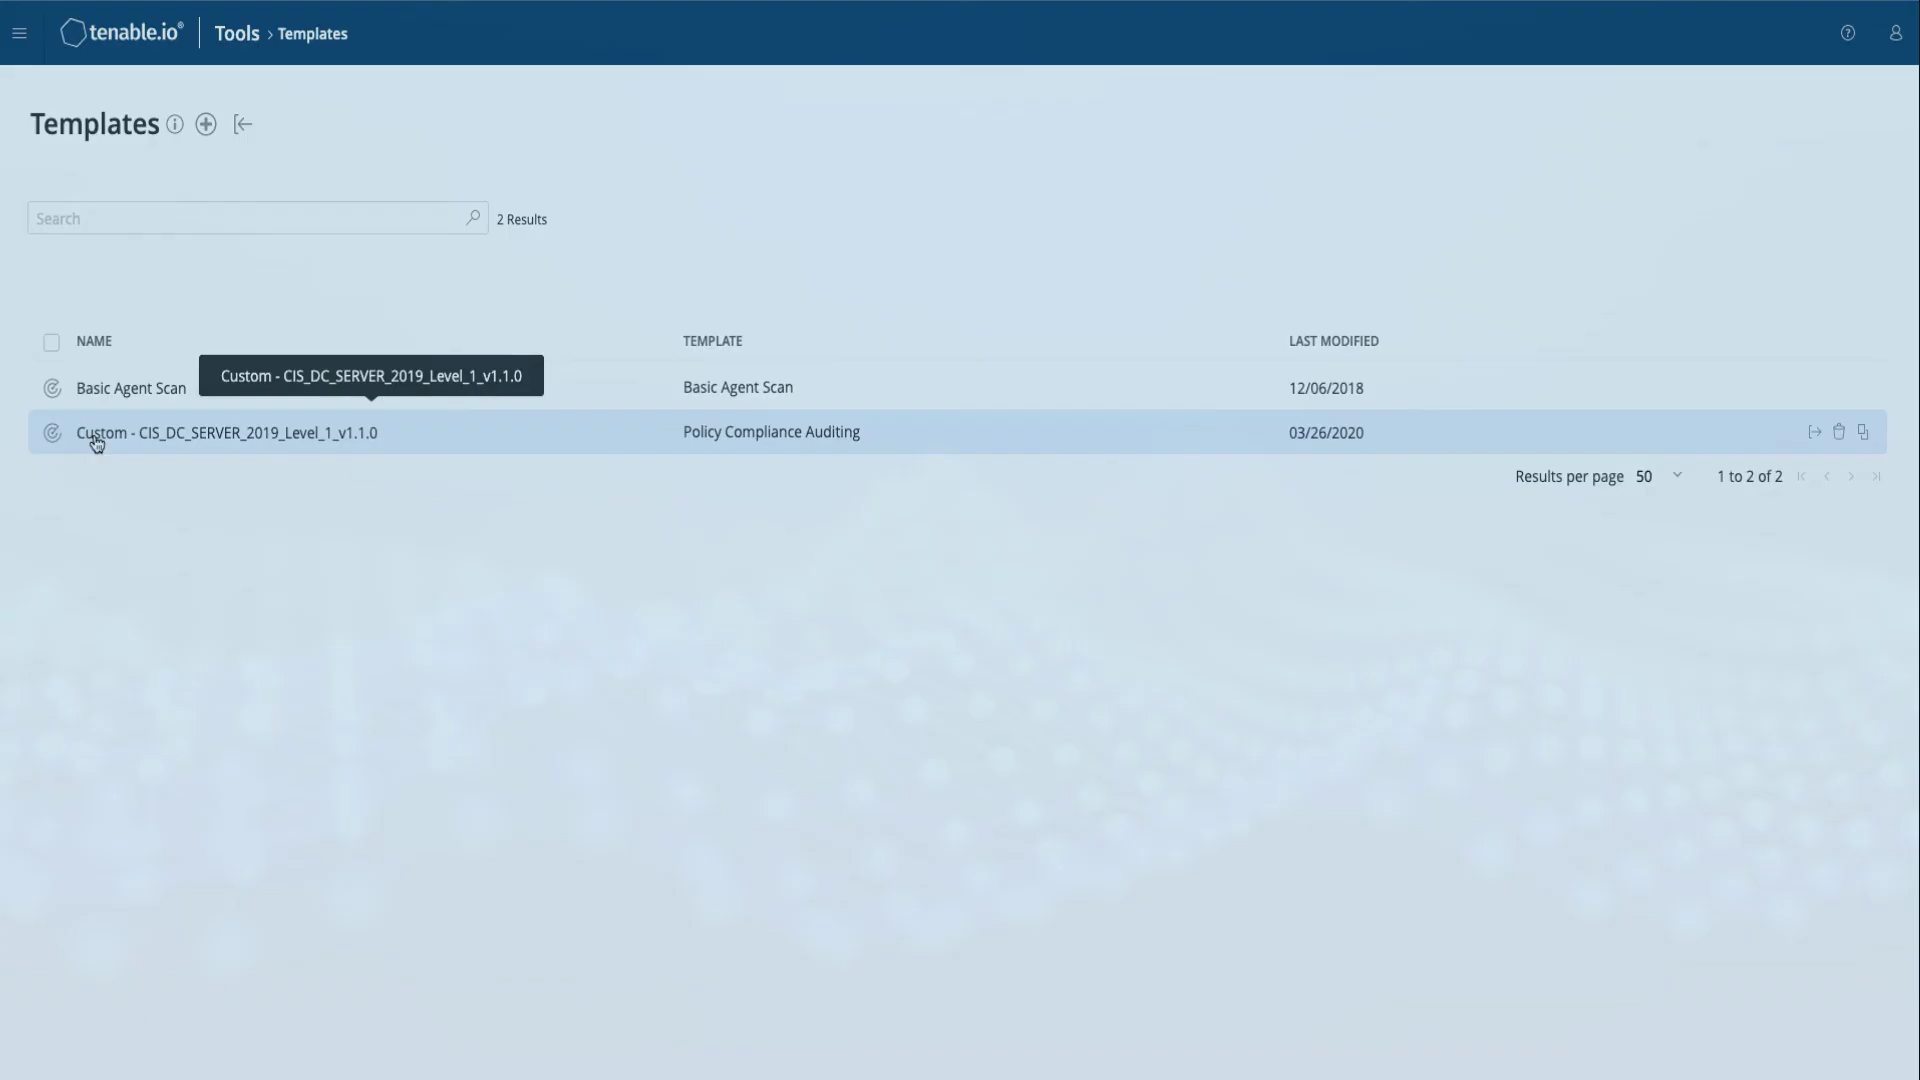 tenable.io® Tools › Templates
Templates
Search 2 Results
NAME TEMPLATE LAST MODIFIED
Custom - CIS_DC_SERVER_2019_Level_1_v1.1.0
Basic Agent Scan Basic Agent Scan 12/06/2018
Custom - CIS_DC_SERVER_2019_Level_1_v1.1.0 Policy Compliance Auditing 03/26/2020
Results per page 50 1 to 2 of 2